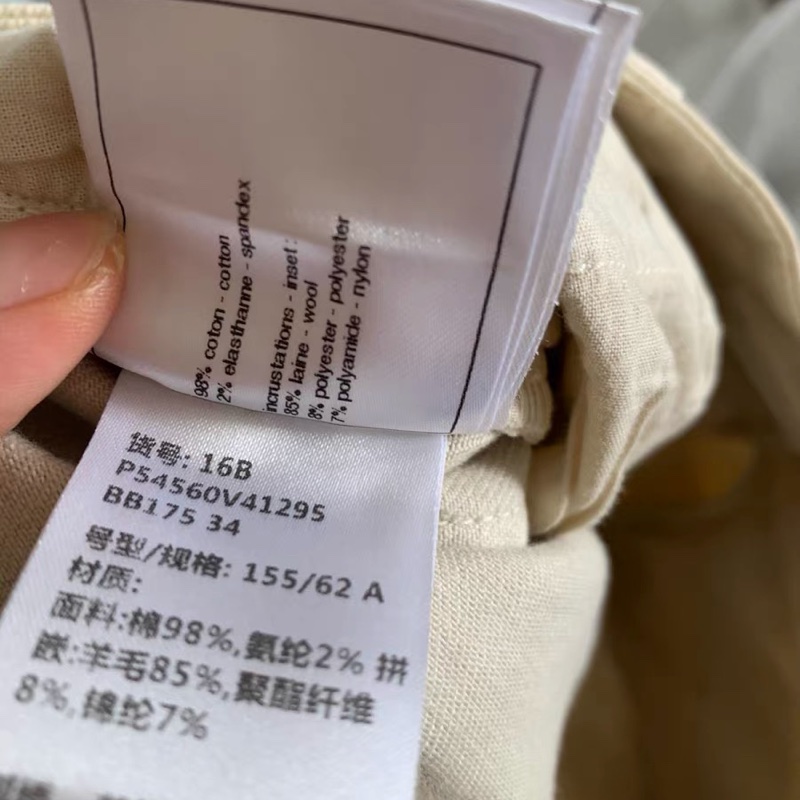 98% coton - cotton
2% elasthanne - spandex
incrustations - inset :
85% laine - wool
8% polyester - polyester
7% polyamide - nylon
货号: 16B
P54560V41295
BB175 34
号型/规格: 155/62 A
材质:
面料:棉98%,氨纶2% 拼
嵌:羊毛85%,聚酯纤维
8%,锦纶7%